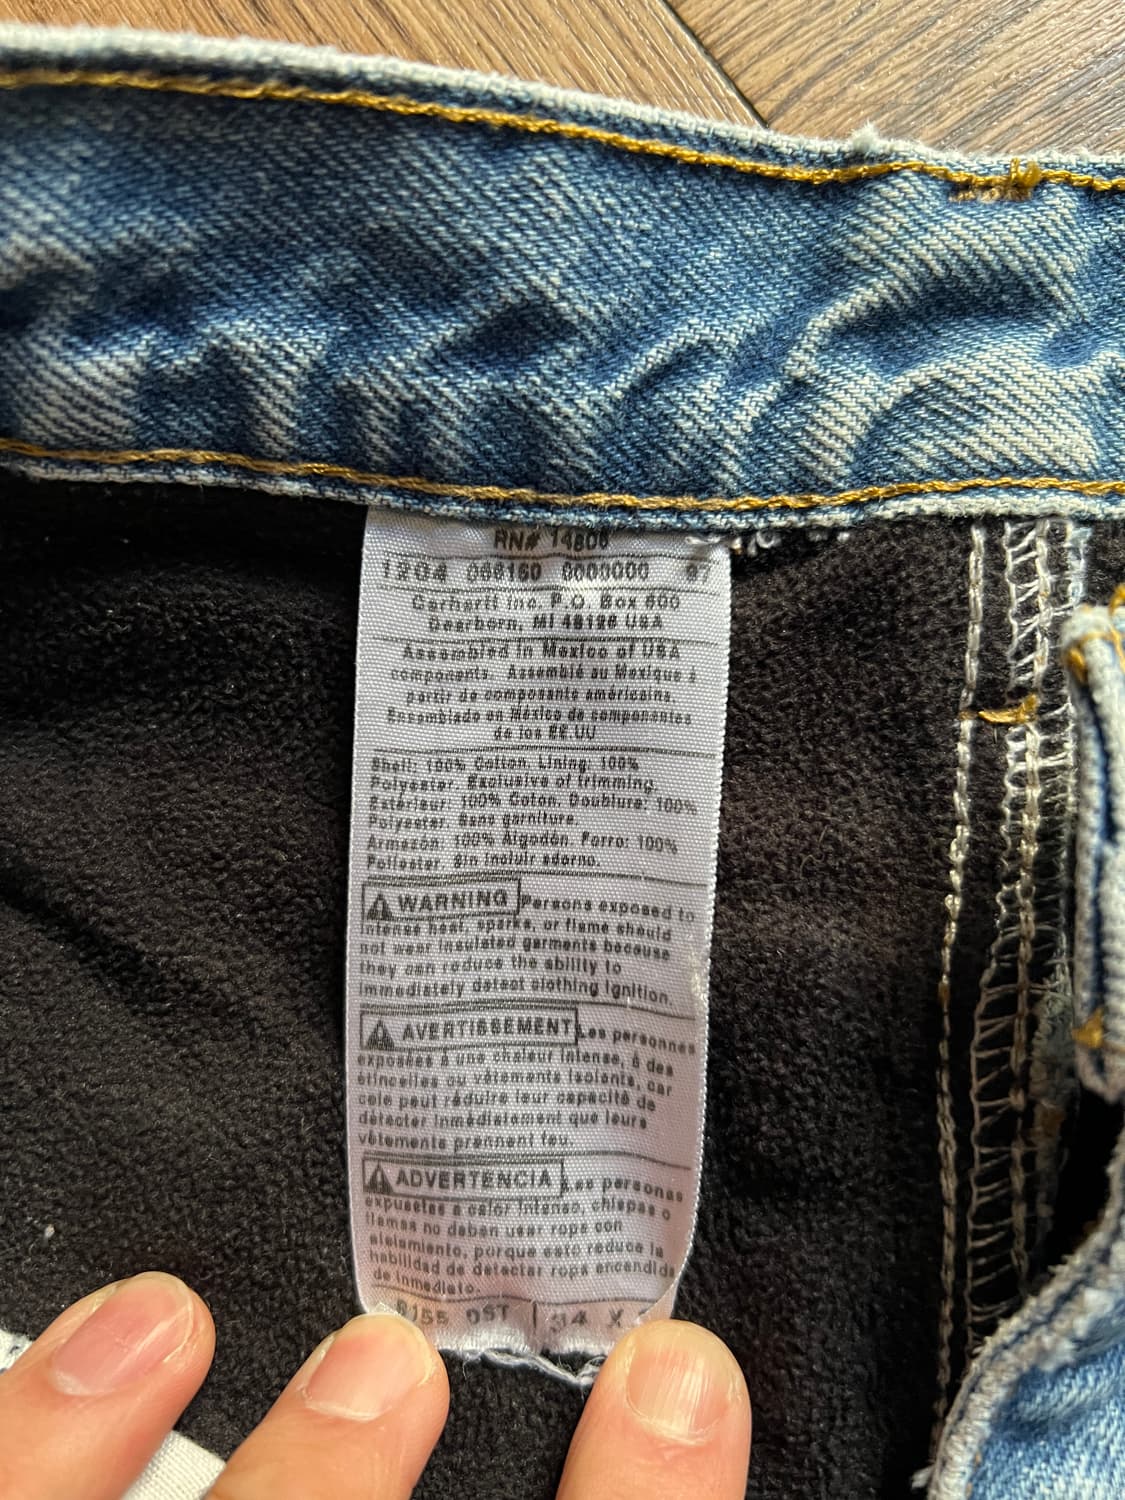 RN# 14806
1204 066160 0000000 97
Carhartt Inc. P.O. Box 600
Dearborn, MI 48126 USA
Assembled in Mexico of USA
components. Assemblé au Mexique à
partir de composants américains.
Ensamblado en México de componentes
de los EE.UU
Shell: 100% Cotton. Lining: 100%
Polyester. Exclusive of trimming.
Extérieur: 100% Coton. Doublure: 100%
Polyester. Sans garniture.
Armazón: 100% Algodón. Forro: 100%
Poliester. Sin incluir adorno.
WARNING Persons exposed to
intense heat, sparks, or flame should
not wear insulated garments because
they can reduce the ability to
immediately detect clothing ignition.
AVERTISSEMENT Les personnes
exposées à une chaleur intense, à des
étincelles ou vêtements isolants, car
cela peut réduire leur capacité de
détecter immédiatement que leurs
vêtements prennent feu.
ADVERTENCIA Las personas
expuestas a calor intenso, chispas o
llamas no deben usar ropa con
aislamiento, porque esto reduce la
habilidad de detectar ropa encendida
de inmediato.
B155 DST 34 X